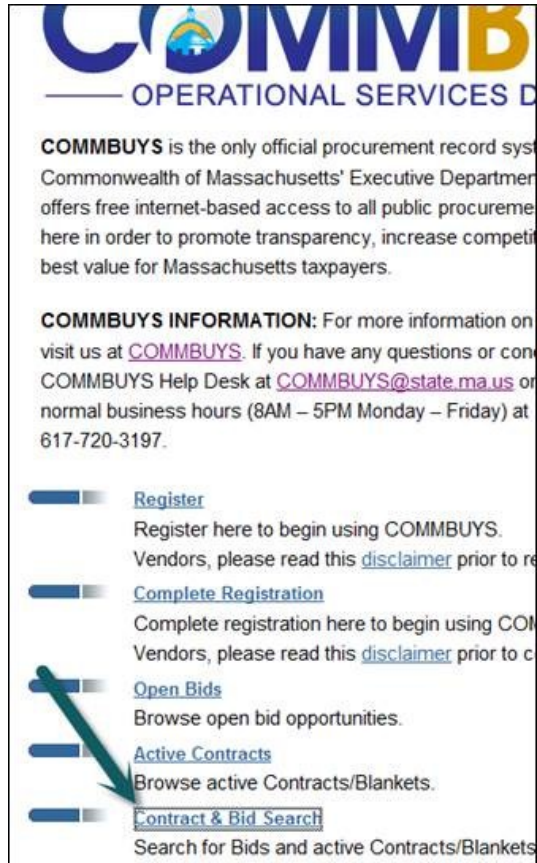 COMMB
OPERATIONAL SERVICES D
COMMBUYS is the only official procurement record syst
Commonwealth of Massachusetts' Executive Departmen
offers free internet-based access to all public procureme
here in order to promote transparency, increase competit
best value for Massachusetts taxpayers.
COMMBUYS INFORMATION: For more information on
visit us at COMMBUYS. If you have any questions or con
COMMBUYS Help Desk at COMMBUYS@state.ma.us or
normal business hours (8AM – 5PM Monday – Friday) at
617-720-3197.
Register
Register here to begin using COMMBUYS.
Vendors, please read this disclaimer prior to re
Complete Registration
Complete registration here to begin using COM
Vendors, please read this disclaimer prior to c
Open Bids
Browse open bid opportunities.
Active Contracts
Browse active Contracts/Blankets.
Contract & Bid Search
Search for Bids and active Contracts/Blankets